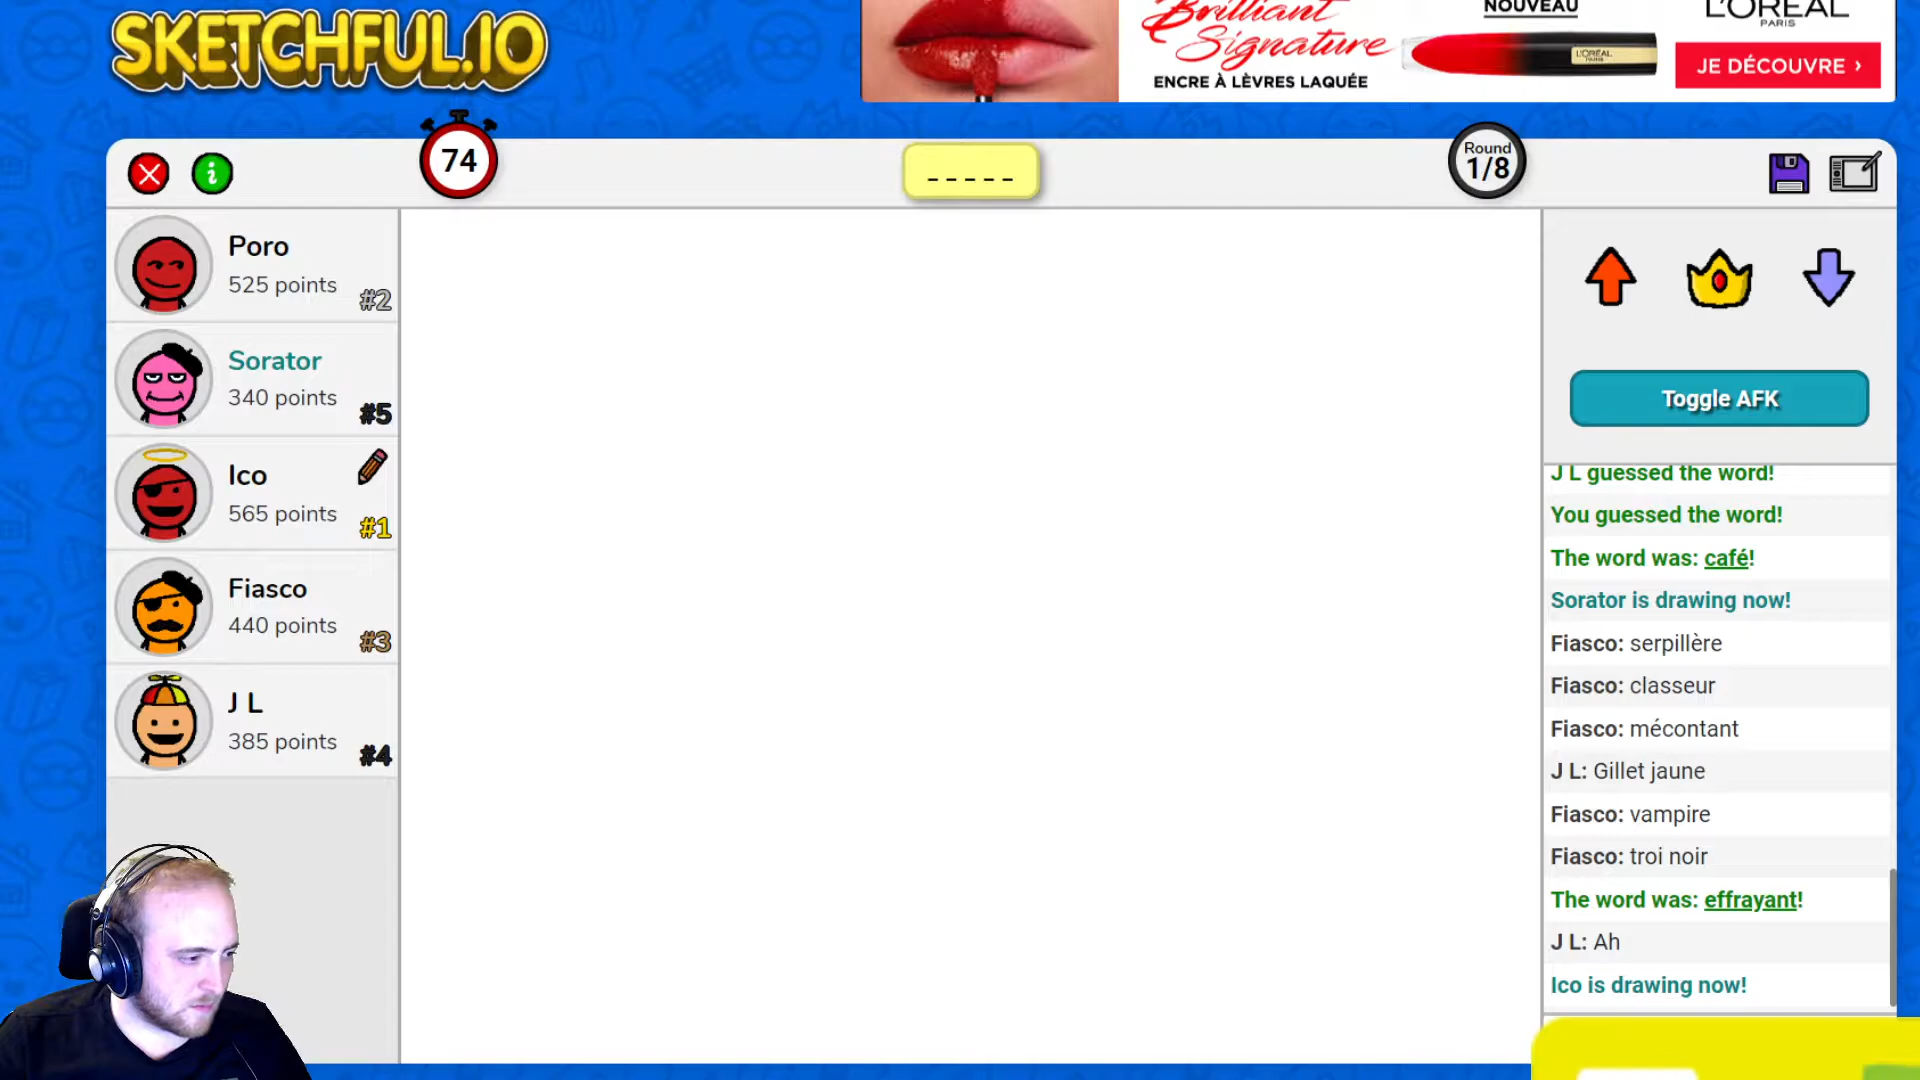 SKETCHFUL.IO
Brilliant
Signature
ENCRE À LÈVRES LAQUÉE
NOUVEAU
L'ORÉAL
PARIS
L'ORÉAL
PARIS
JE DÉCOUVRE ›
74
_ _ _ _ _
Round
1/8
Poro
525 points
#2
Sorator
340 points
#5
Ico
565 points
#1
Fiasco
440 points
#3
J L
385 points
#4
Toggle AFK
J L guessed the word!
You guessed the word!
The word was: café!
Sorator is drawing now!
Fiasco: serpillère
Fiasco: classeur
Fiasco: mécontant
J L: Gillet jaune
Fiasco: vampire
Fiasco: troi noir
The word was: effrayant!
J L: Ah
Ico is drawing now!